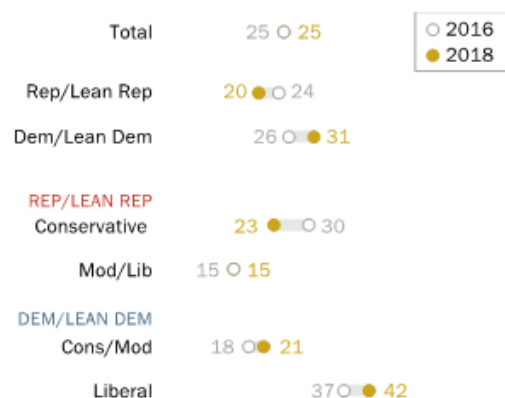 Total 25 25
2016
2018
Rep/Lean Rep 20 24
Dem/Lean Dem 26 31
REP/LEAN REP
Conservative 23 30
Mod/Lib 15 15
DEM/LEAN DEM
Cons/Mod 18 21
Liberal 37 42